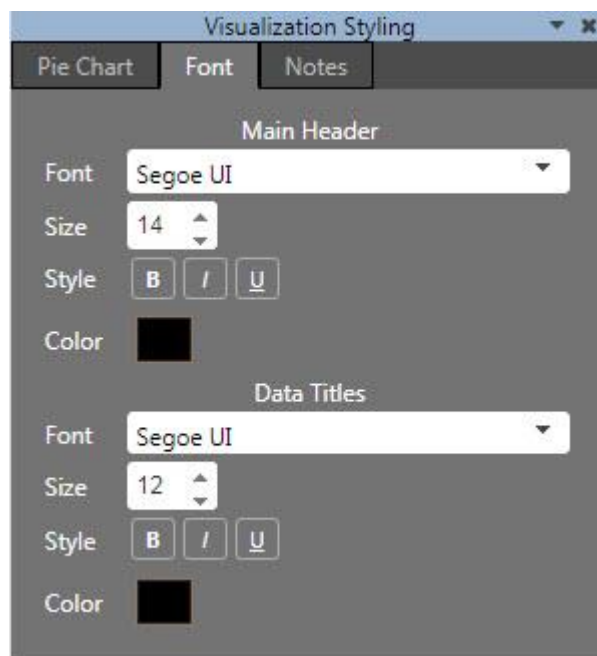 Visualization Styling
Pie Chart Font Notes
Main Header
Font Segoe UI
Size 14
Style B I U
Color
Data Titles
Font Segoe UI
Size 12
Style B I U
Color